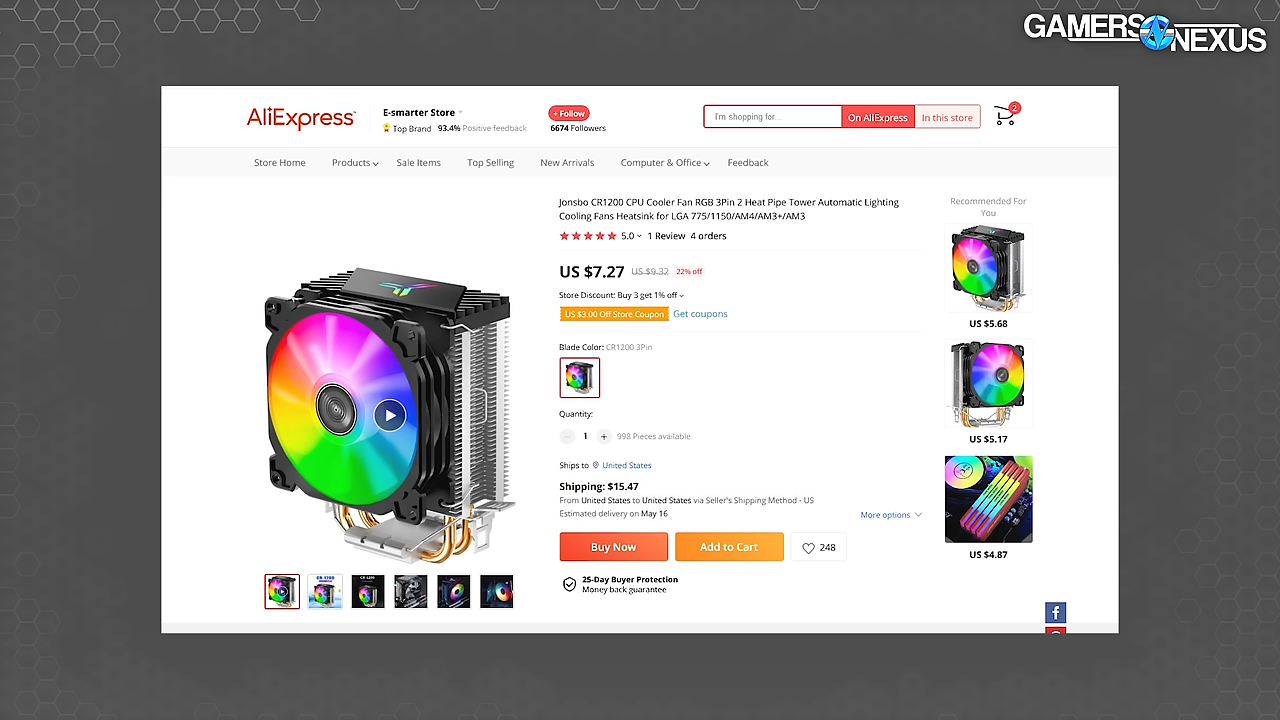 GAMERS NEXUS
AliExpress
E-smarter Store
Top Brand 93.4% Positive feedback
+ Follow
6674 Followers
I'm shopping for...
On AliExpress
In this store
2
Store Home
Products
Sale Items
Top Selling
New Arrivals
Computer & Office
Feedback
Jonsbo CR1200 CPU Cooler Fan RGB 3Pin 2 Heat Pipe Tower Automatic Lighting
Cooling Fans Heatsink for LGA 775/1150/AM4/AM3+/AM3
5.0 1 Review 4 orders
US $7.27 US $9.32 22% off
Store Discount: Buy 3 get 1% off
US $3.00 Off Store Coupon Get coupons
Blade Color: CR1200 3Pin
Quantity:
1 + 998 Pieces available
Ships to United States
Shipping: $15.47
From United States to United States via Seller's Shipping Method - US
Estimated delivery on May 16
More options
Buy Now
Add to Cart
248
25-Day Buyer Protection
Money back guarantee
Recommended For
You
US $5.68
US $5.17
US $4.87
f